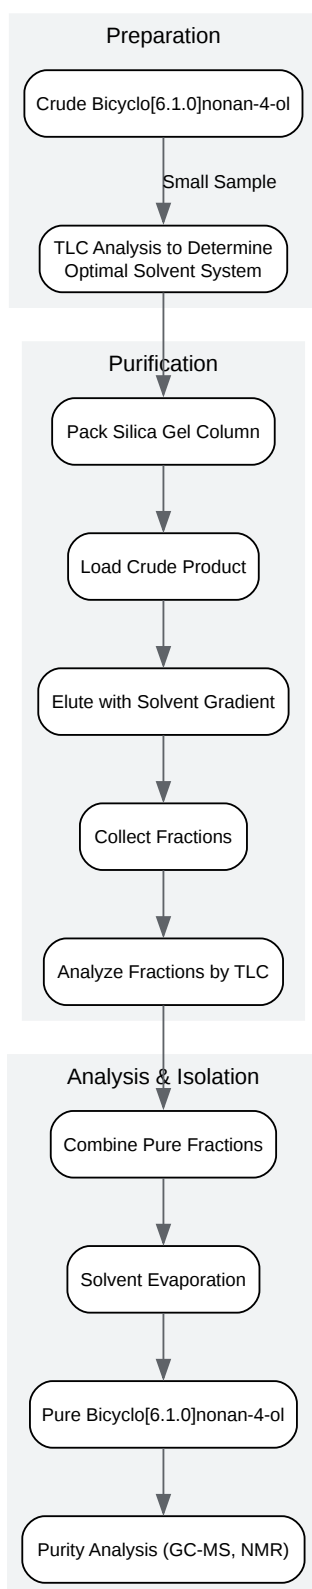 Preparation
Crude Bicyclo[6.1.0]nonan-4-ol
Small Sample
TLC Analysis to Determine
Optimal Solvent System
Purification
Pack Silica Gel Column
Load Crude Product
Elute with Solvent Gradient
Collect Fractions
Analyze Fractions by TLC
Analysis & Isolation
Combine Pure Fractions
Solvent Evaporation
Pure Bicyclo[6.1.0]nonan-4-ol
Purity Analysis (GC-MS, NMR)